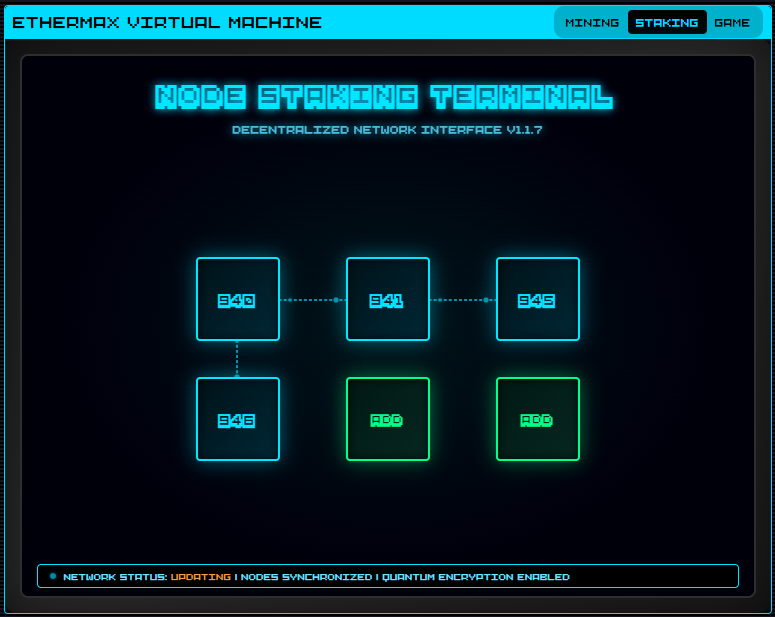 ETHERMAX VIRTUAL MACHINE
MINING STAKING GAME
NODE STAKING TERMINAL
DECENTRALIZED NETWORK INTERFACE V1.1.7
940 941 945
946 ADD ADD
NETWORK STATUS: UPDATING | NODES SYNCHRONIZED | QUANTUM ENCRYPTION ENABLED